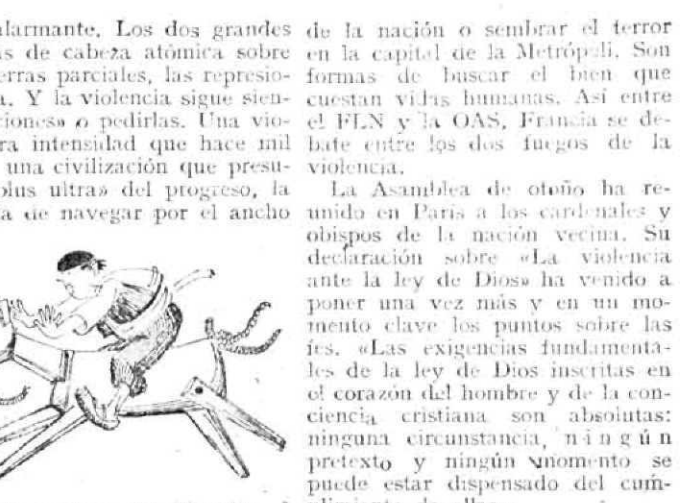 alarmante. Los dos grandes
as de cabeza atómica sobre
erras parciales, las represio-
a. Y la violencia sigue sien-
ciones» o pedirlas. Una vio-
ra intensidad que hace mil
una civilización que presu-
plus ultra» del progreso, la
a de navegar por el ancho
de la nación o sembrar el terror
en la capital de la Metrópoli. Son
formas de buscar el bien que
cuestan vidas humanas. Así entre
el FLN y la OAS, Francia se de-
bate entre los dos fuegos de la
violencia.
La Asamblea de otoño ha re-
unido en París a los cardenales y
obispos de la nación vecina. Su
declaración sobre «La violencia
ante la ley de Dios» ha venido a
poner una vez más y en un mo-
mento clave los puntos sobre las
íes. «Las exigencias fundamenta-
les de la ley de Dios inscritas en
el corazón del hombre y de la con-
ciencia cristiana son absolutas:
ninguna circunstancia, ningún
pretexto y ningún momento se
puede estar dispensado del cum-